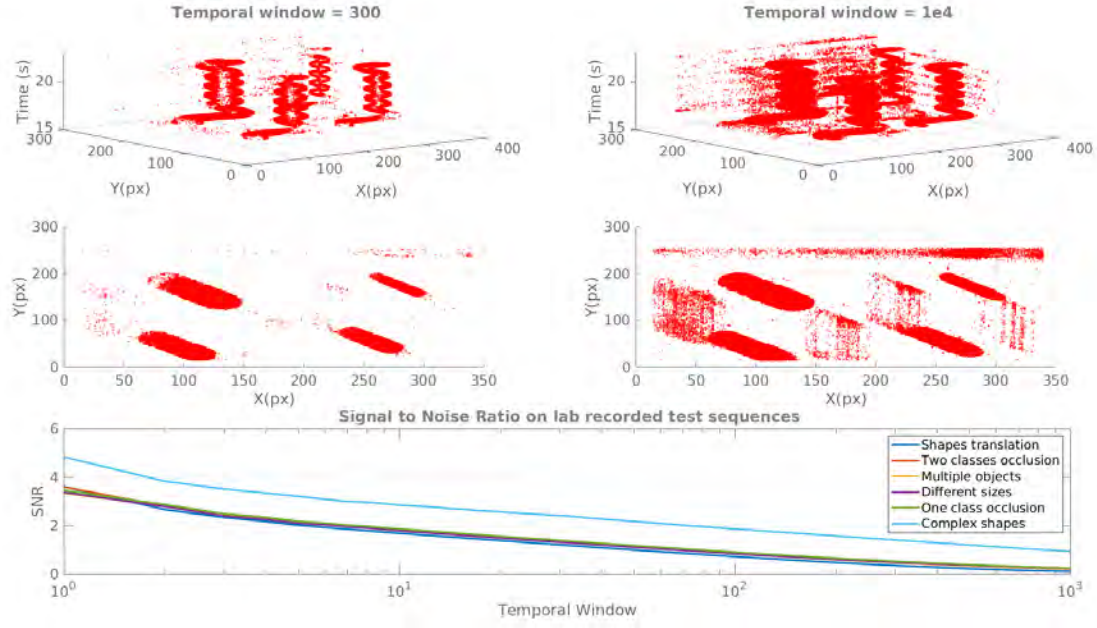 Temporal window = 300
Temporal window = 1e4
Time (s)
20
15
300
200
100
0
Y(px)
0
100
200
300
400
X(px)
Time (s)
20
15
300
200
100
0
Y(px)
0
100
200
300
400
X(px)
Y(px)
300
200
100
0
0
50
100
150
200
250
300
350
X(px)
Y(px)
300
200
100
0
0
50
100
150
200
250
300
350
X(px)
Signal to Noise Ratio on lab recorded test sequences
SNR
6
4
2
0
10^0
10^1
10^2
10^3
Temporal Window
Shapes translation
Two classes occlusion
Multiple objects
Different sizes
One class occlusion
Complex shapes